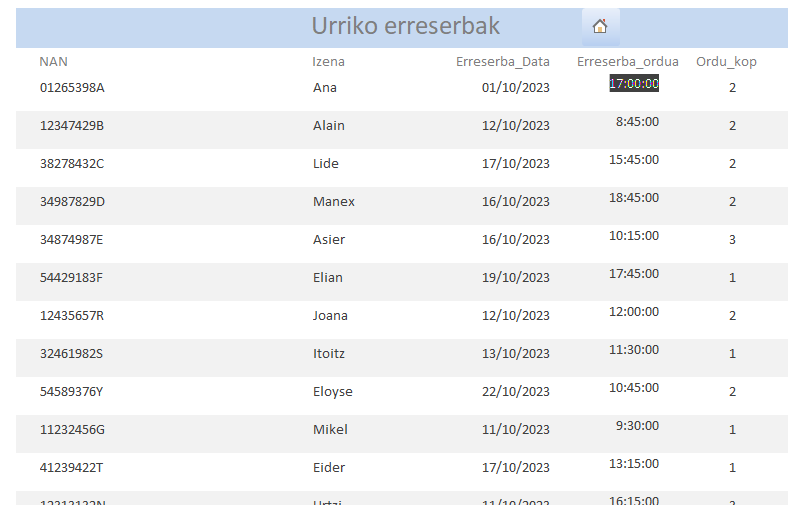 Urriko erreserbak
NAN Izena Erreserba_Data Erreserba_ordua Ordu_kop
01265398A Ana 01/10/2023 17:00:00 2
12347429B Alain 12/10/2023 8:45:00 2
38278432C Lide 17/10/2023 15:45:00 2
34987829D Manex 16/10/2023 18:45:00 2
34874987E Asier 16/10/2023 10:15:00 3
54429183F Elian 19/10/2023 17:45:00 1
12435657R Joana 12/10/2023 12:00:00 2
32461982S Itoitz 13/10/2023 11:30:00 1
54589376Y Eloyse 22/10/2023 10:45:00 2
11232456G Mikel 11/10/2023 9:30:00 1
41239422T Eider 17/10/2023 13:15:00 1
11/10/2023 16:15:00